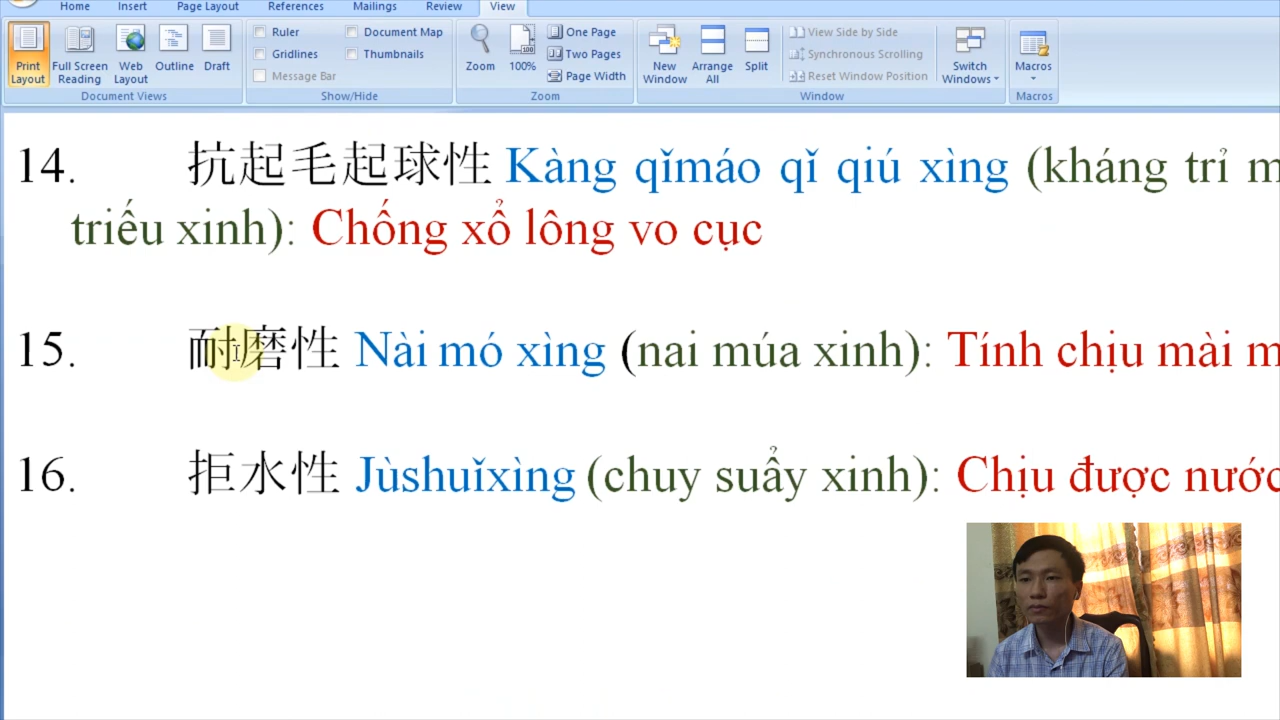 Home Insert Page Layout References Mailings Review View
Ruler Document Map One Page View Side by Side
Gridlines Thumbnails Two Pages Synchronous Scrolling
Message Bar Page Width Reset Window Position
Print Layout Full Screen Reading Web Layout Outline Draft Zoom 100% New Window Arrange All Split Switch Windows Macros
Document Views Show/Hide Zoom Window Macros
14. 抗起毛起球性 Kàng qǐmáo qǐ qiú xìng (kháng trỉ
triếu xinh): Chống xổ lông vo cục
15. 耐磨性 Nài mó xìng (nai múa xinh): Tính chịu mài
16. 拒水性 Jùshuǐxìng (chuy suẩy xinh): Chịu được nước